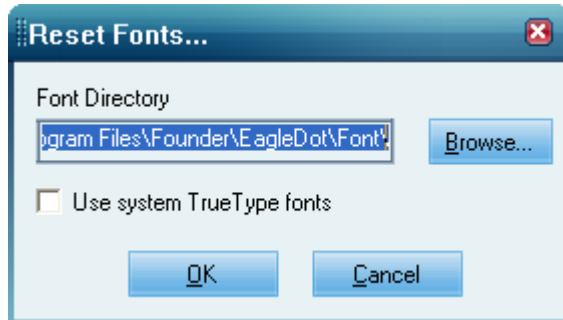 Reset Fonts...
Font Directory
ogram Files\Founder\EagleDot\Font\
Browse...
Use system TrueType fonts
OK
Cancel